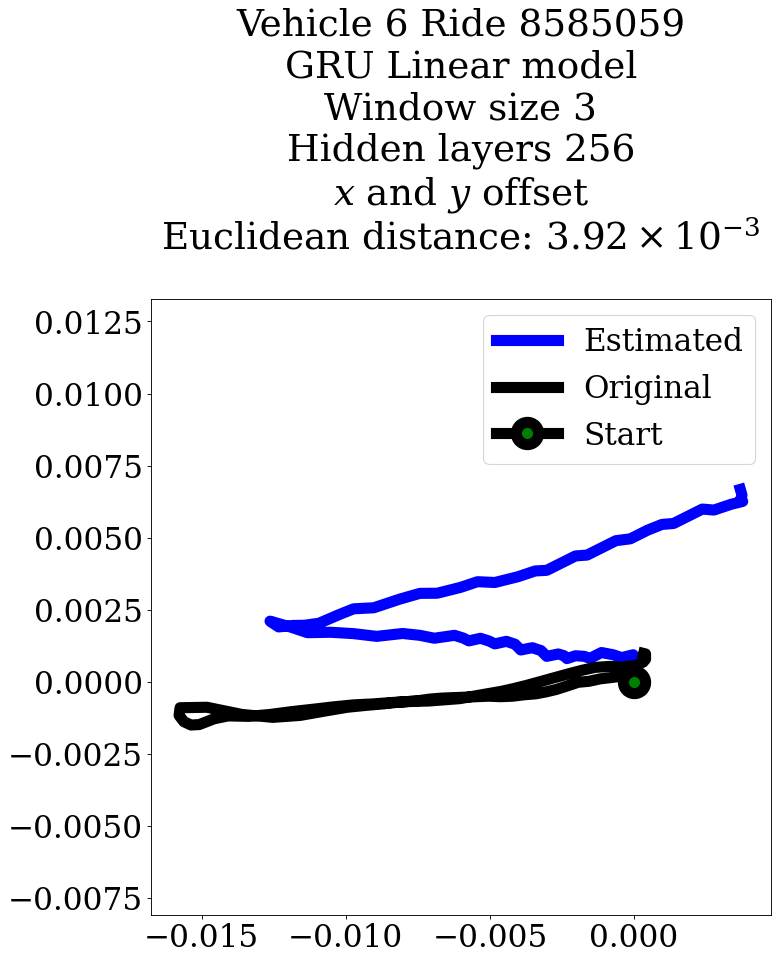 Vehicle 6 Ride 8585059
GRU Linear model
Window size 3
Hidden layers 256
x and y offset
Euclidean distance: 3.92 × 10⁻³
Estimated
Original
Start
0.0125
0.0100
0.0075
0.0050
0.0025
0.0000
−0.0025
−0.0050
−0.0075
−0.015 −0.010 −0.005 0.000